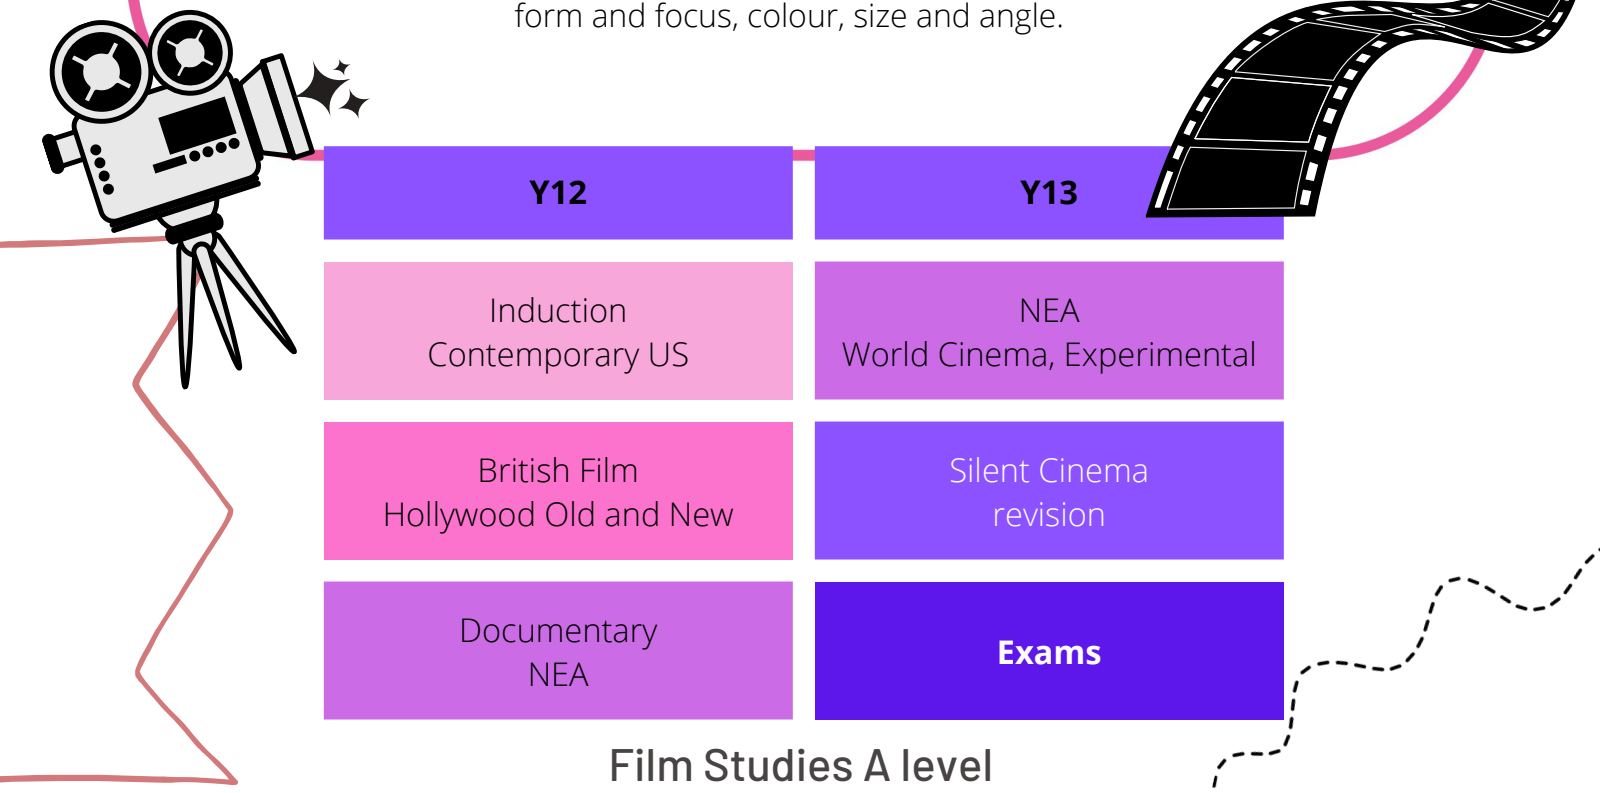 form and focus, colour, size and angle.
Y12
Y13
Induction
Contemporary US
NEA
World Cinema, Experimental
British Film
Hollywood Old and New
Silent Cinema
revision
Documentary
NEA
Exams
Film Studies A level